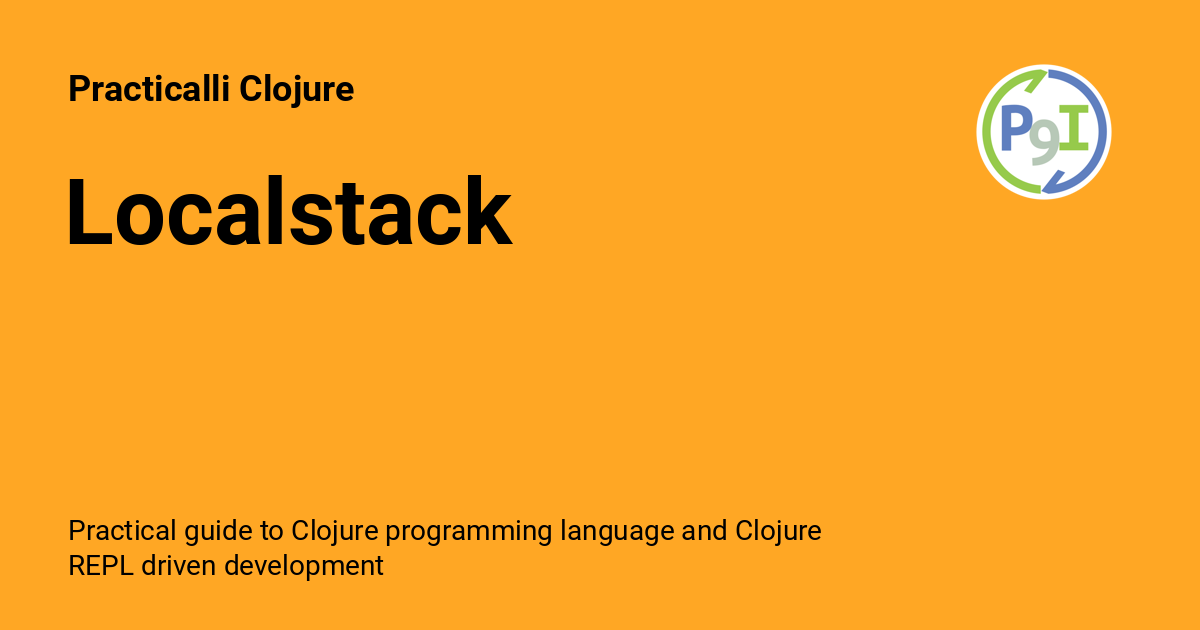 Practicalli Clojure
P9I
Localstack
Practical guide to Clojure programming language and Clojure
REPL driven development